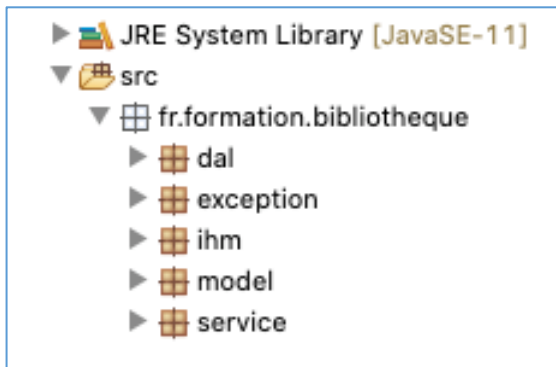 JRE System Library [JavaSE-11]
src
fr.formation.bibliotheque
dal
exception
ihm
model
service